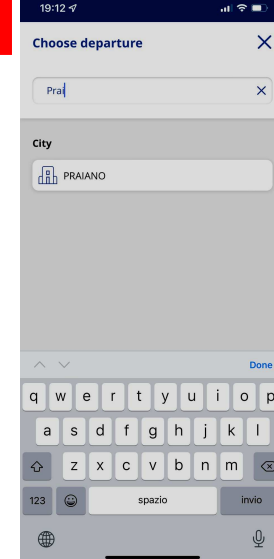 19:12
Choose departure
Prai
City
PRAIANO
Done
q w e r t y u i o p
a s d f g h j k l
z x c v b n m
123 spazio invio